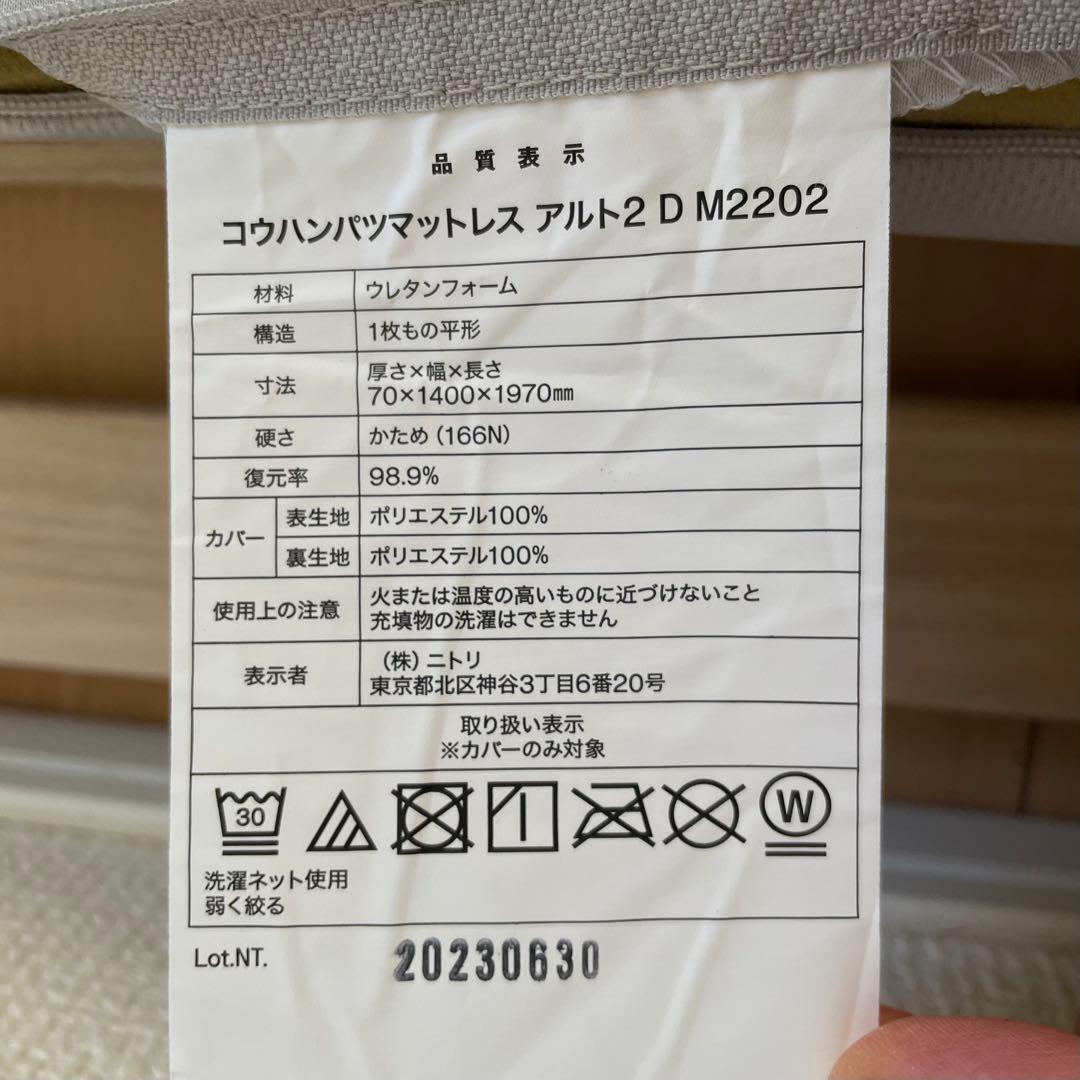 品質表示
コウハンパツマットレス アルト2 D M2202
材料 ウレタンフォーム
構造 1枚もの平形
寸法 厚さ×幅×長さ
70×1400×1970㎜
硬さ かため（166N）
復元率 98.9%
カバー 表生地 ポリエステル100%
裏生地 ポリエステル100%
使用上の注意 火または温度の高いものに近づけないこと
充填物の洗濯はできません
表示者 （株）ニトリ
東京都北区神谷3丁目6番20号
取り扱い表示
※カバーのみ対象
30 W
洗濯ネット使用
弱く絞る
Lot.NT. 20230630